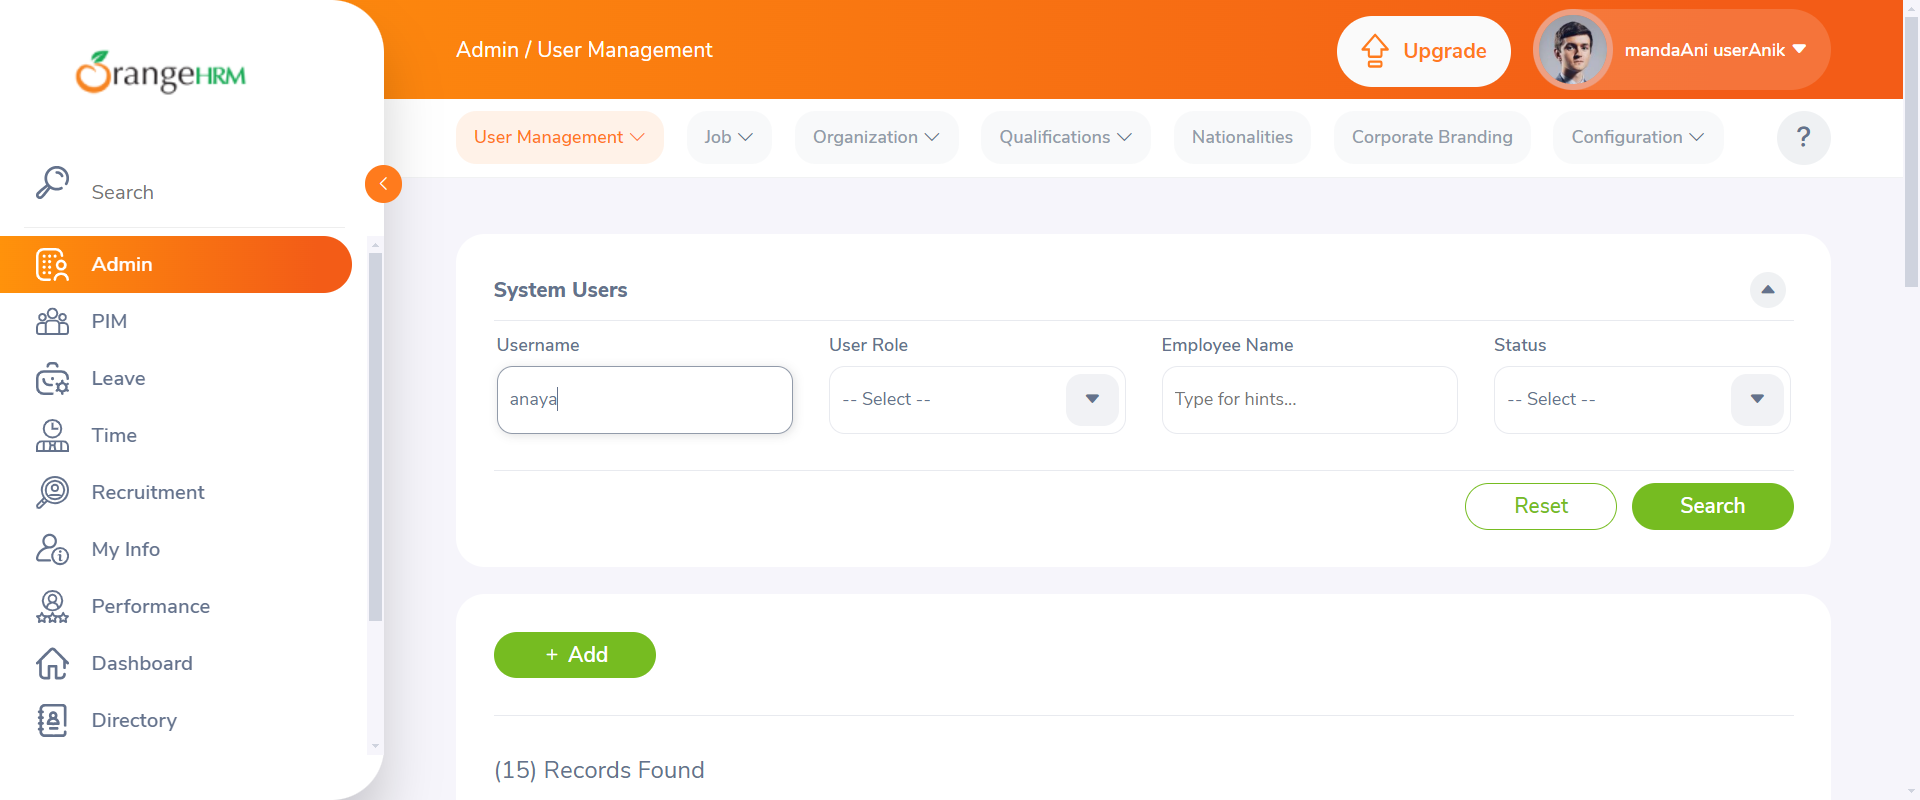 OrangeHRM
Admin / User Management
Upgrade
mandaAni userAnik
User Management
Job
Organization
Qualifications
Nationalities
Corporate Branding
Configuration
?
Search
Admin
PIM
Leave
Time
Recruitment
My Info
Performance
Dashboard
Directory
System Users
Username
User Role
Employee Name
Status
anaya
-- Select --
Type for hints...
-- Select --
Reset
Search
+ Add
(15) Records Found